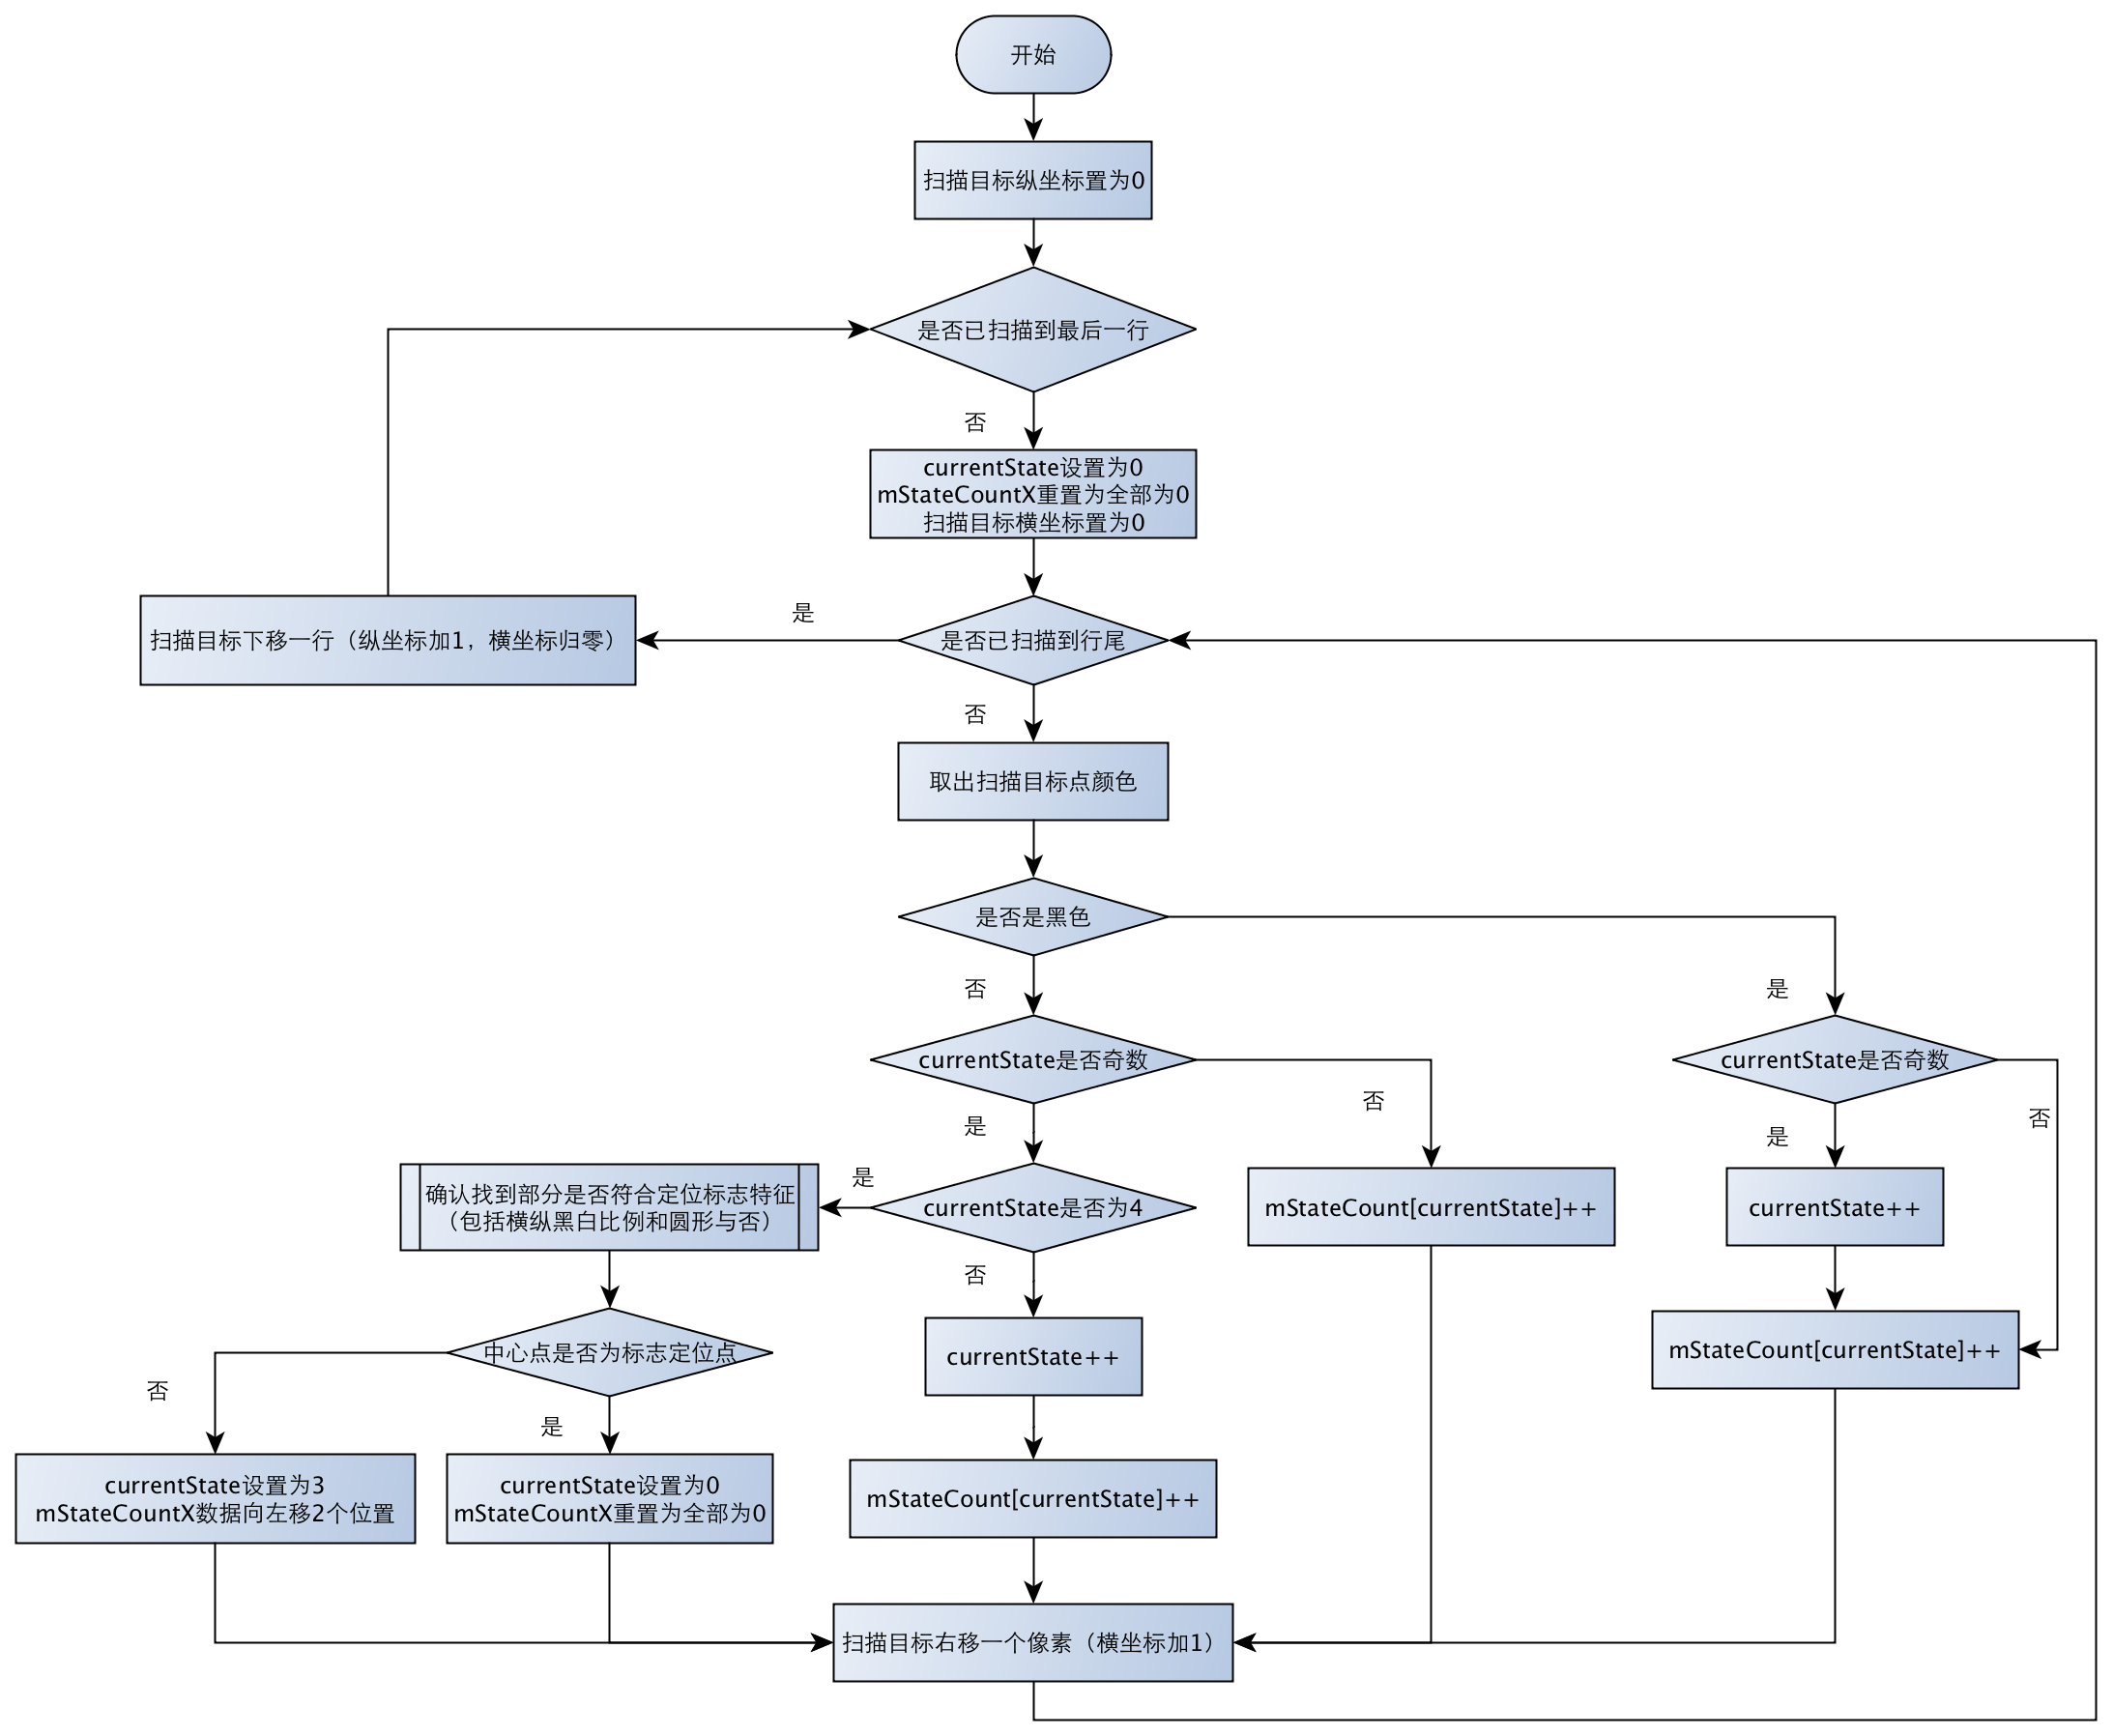 开始
扫描目标纵坐标置为0
是否已扫描到最后一行
否
currentState设置为0
mStateCountX重置为全部为0
扫描目标横坐标置为0
是
扫描目标下移一行（纵坐标加1，横坐标归零）
是否已扫描到行尾
否
取出扫描目标点颜色
是否是黑色
否
是
currentState是否奇数
currentState是否奇数
否
否
是
是
确认找到部分是否符合定位标志特征
（包括横纵黑白比例和圆形与否）
是
currentState是否为4
mStateCount[currentState]++
currentState++
否
中心点是否为标志定位点
currentState++
mStateCount[currentState]++
否
是
currentState设置为3
mStateCountX数据向左移2个位置
currentState设置为0
mStateCountX重置为全部为0
mStateCount[currentState]++
扫描目标右移一个像素（横坐标加1）